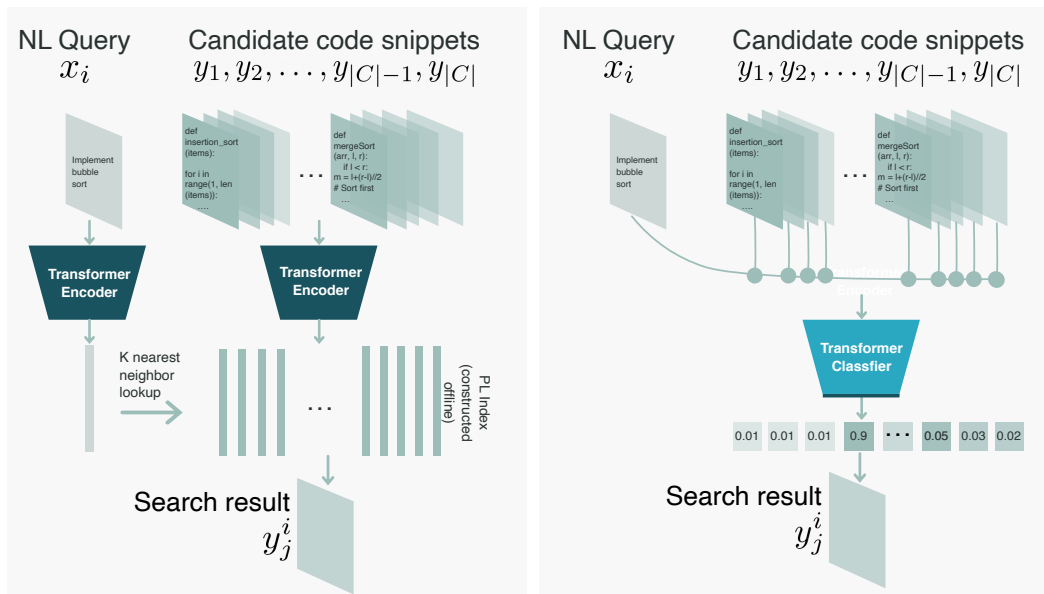 NL Query
x_i
Candidate code snippets
y_1, y_2, . . . , y_{|C|−1}, y_{|C|}
Implement
bubble
sort
def
insertion_sort
(items):
for i in
range(1, len
(items)):
....
...
def
mergeSort
(arr, l, r):
if l < r:
m = l+(r-l)//2
# Sort first
...
Transformer
Encoder
Transformer
Encoder
K nearest
neighbor
lookup
...
PL Index
(constructed
offline)
Search result
y_j^i
NL Query
x_i
Candidate code snippets
y_1, y_2, . . . , y_{|C|−1}, y_{|C|}
Implement
bubble
sort
def
insertion_sort
(items):
for i in
range(1, len
(items)):
....
...
def
mergeSort
(arr, l, r):
if l < r:
m = l+(r-l)//2
# Sort first
...
Transformer
Encoder
Transformer
Classfier
0.01 0.01 0.01 0.9 ... 0.05 0.03 0.02
Search result
y_j^i